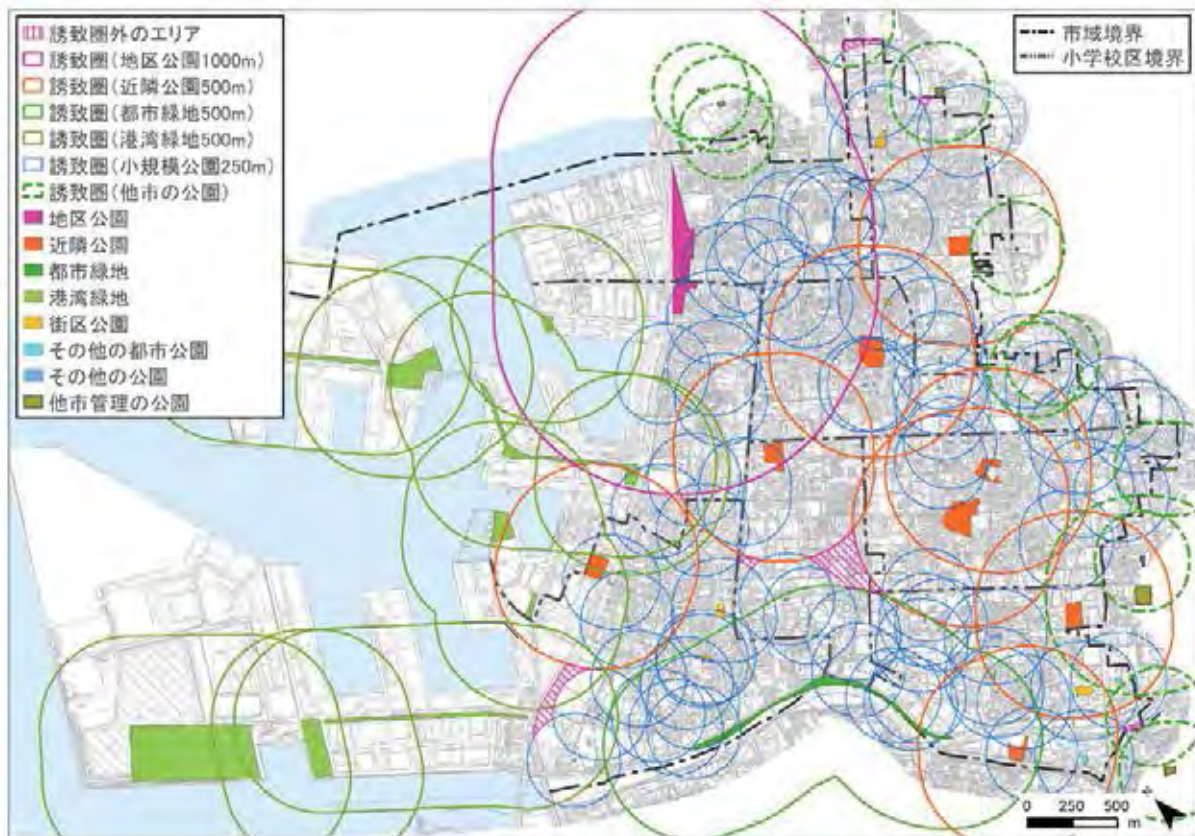 誘致圏外のエリア
誘致圏(地区公園1000m)
誘致圏(近隣公園500m)
誘致圏(都市緑地500m)
誘致圏(港湾緑地500m)
誘致圏(小規模公園250m)
誘致圏(他市の公園)
地区公園
近隣公園
都市緑地
港湾緑地
街区公園
その他の都市公園
その他の公園
他市管理の公園
市域境界
小学校区境界
0 250 500
m